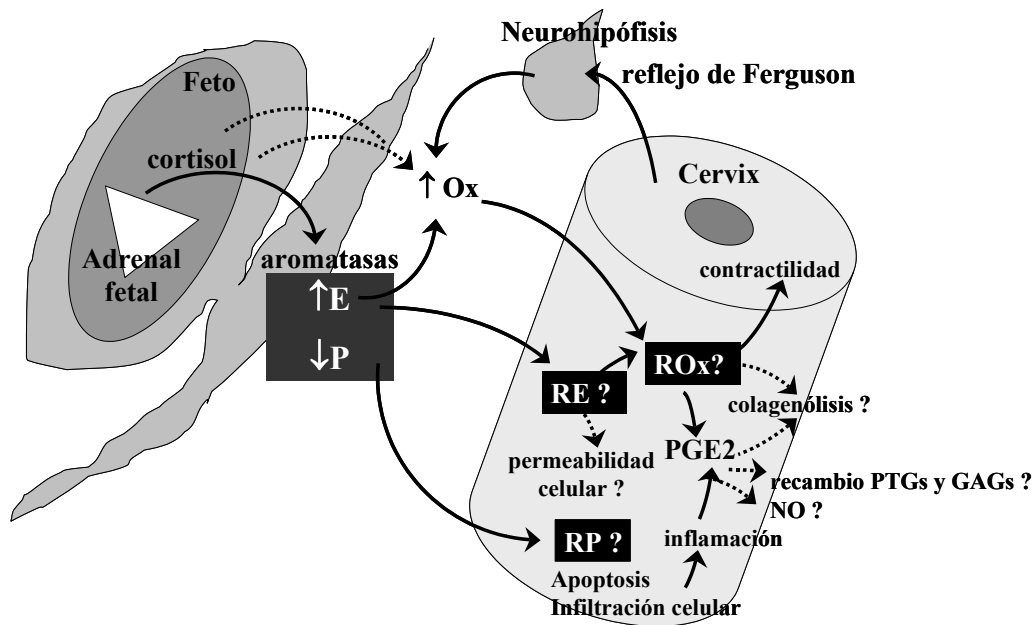 Neurohipófisis
reflejo de Ferguson
Feto
cortisol
Adrenal
fetal
aromatasas
↑E
↓P
↑ Ox
Cervix
contractilidad
ROx?
RE ?
colagenólisis ?
PGE2
permeabilidad
celular ?
recambio PTGs y GAGs ?
NO ?
inflamación
RP ?
Apoptosis
Infiltración celular